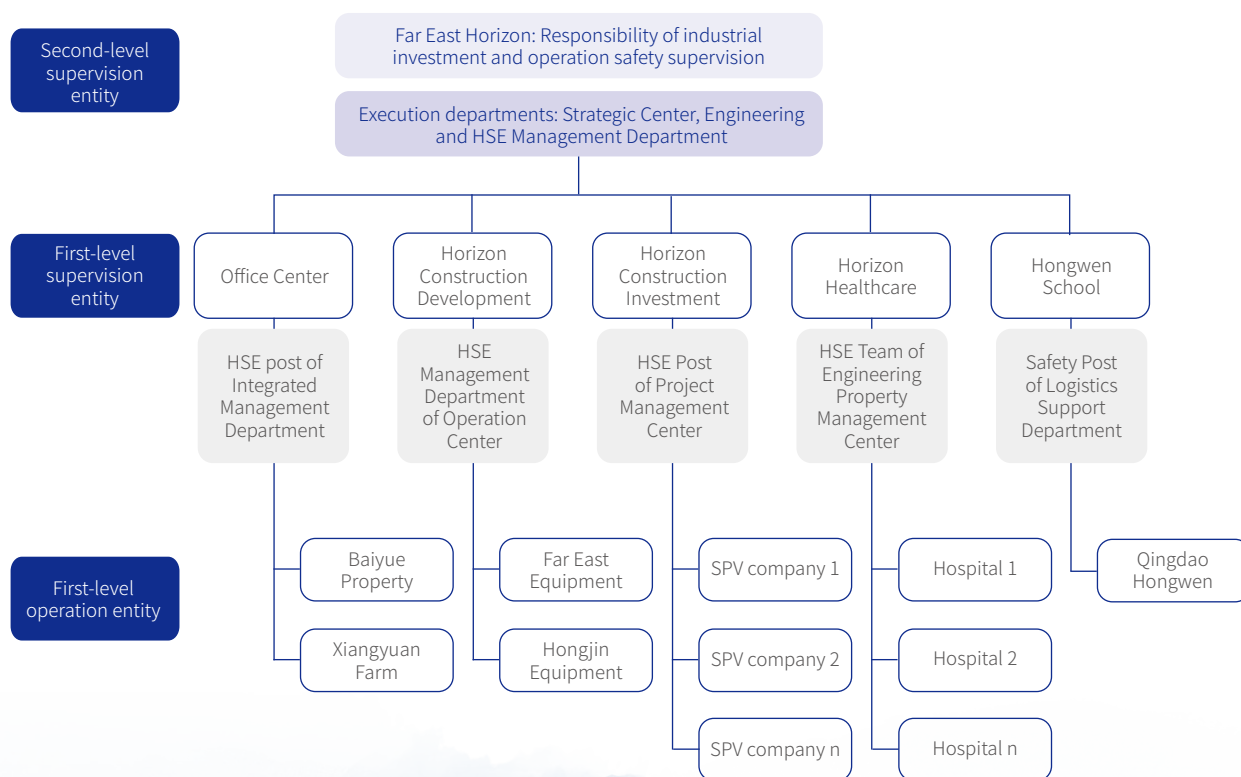 Second-level
supervision
entity
Far East Horizon: Responsibility of industrial
investment and operation safety supervision
Execution departments: Strategic Center, Engineering
and HSE Management Department
First-level
supervision
entity
Office Center
Horizon
Construction
Development
Horizon
Construction
Investment
Horizon
Healthcare
Hongwen
School
HSE post of
Integrated
Management
Department
HSE
Management
Department
of Operation
Center
HSE Post
of Project
Management
Center
HSE Team of
Engineering
Property
Management
Center
Safety Post
of Logistics
Support
Department
First-level
operation entity
Baiyue
Property
Xiangyuan
Farm
Far East
Equipment
Hongjin
Equipment
SPV company 1
SPV company 2
SPV company n
Hospital 1
Hospital 2
Hospital n
Qingdao
Hongwen